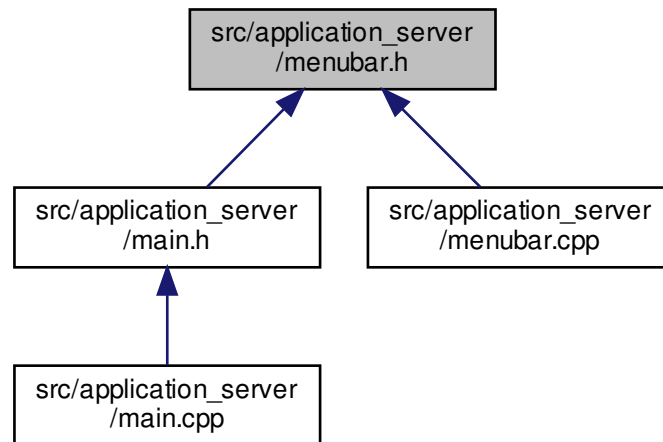 src/application_server
/menubar.h
src/application_server
/main.h
src/application_server
/menubar.cpp
src/application_server
/main.cpp